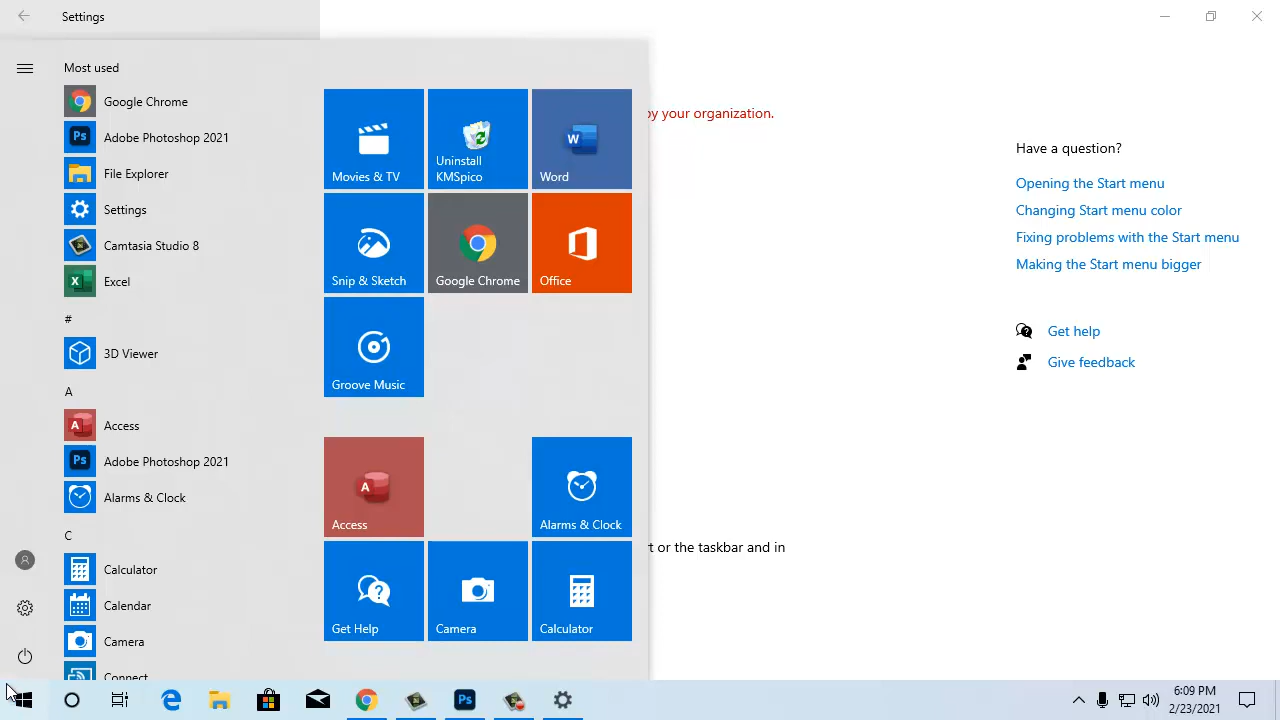 Settings
Most used
Google Chrome
Adobe Photoshop 2021
File Explorer
Settings
Camtasia Studio 8
Excel
#
3D Viewer
A
Access
Adobe Photoshop 2021
Alarms & Clock
C
Calculator
Calendar
Camera
Connect
Movies & TV
Uninstall
KMSpico
Word
Snip & Sketch
Google Chrome
Office
Groove Music
Access
Alarms & Clock
Get Help
Camera
Calculator
by your organization.
or the taskbar and in
Have a question?
Opening the Start menu
Changing Start menu color
Fixing problems with the Start menu
Making the Start menu bigger
Get help
Give feedback
6:09 PM
2/23/2021